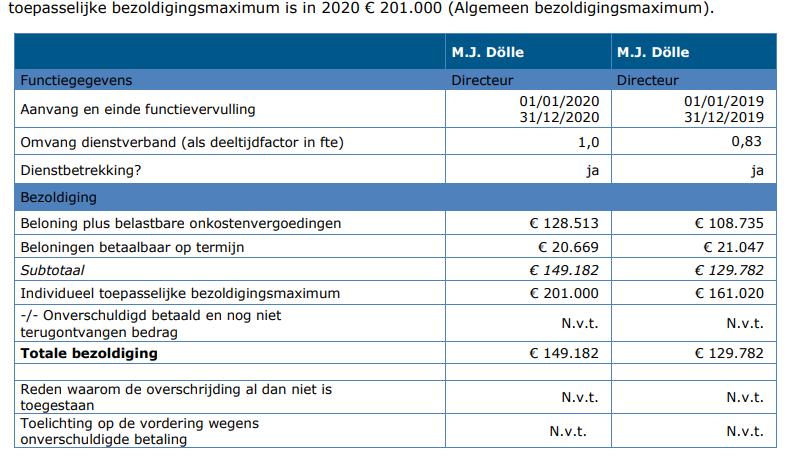 toepasselijke bezoldigingsmaximum is in 2020 € 201.000 (Algemeen bezoldigingsmaximum).
M.J. Dölle M.J. Dölle
Functiegegevens Directeur Directeur
Aanvang en einde functievervulling 01/01/2020 31/12/2020 01/01/2019 31/12/2019
Omvang dienstverband (als deeltijdfactor in fte) 1,0 0,83
Dienstbetrekking? ja ja
Bezoldiging
Beloning plus belastbare onkostenvergoedingen € 128.513 € 108.735
Beloningen betaalbaar op termijn € 20.669 € 21.047
Subtotaal € 149.182 € 129.782
Individueel toepasselijke bezoldigingsmaximum € 201.000 € 161.020
-/- Onverschuldigd betaald en nog niet
terugontvangen bedrag N.v.t. N.v.t.
Totale bezoldiging € 149.182 € 129.782
Reden waarom de overschrijding al dan niet is
toegestaan N.v.t. N.v.t.
Toelichting op de vordering wegens
onverschuldigde betaling N.v.t. N.v.t.